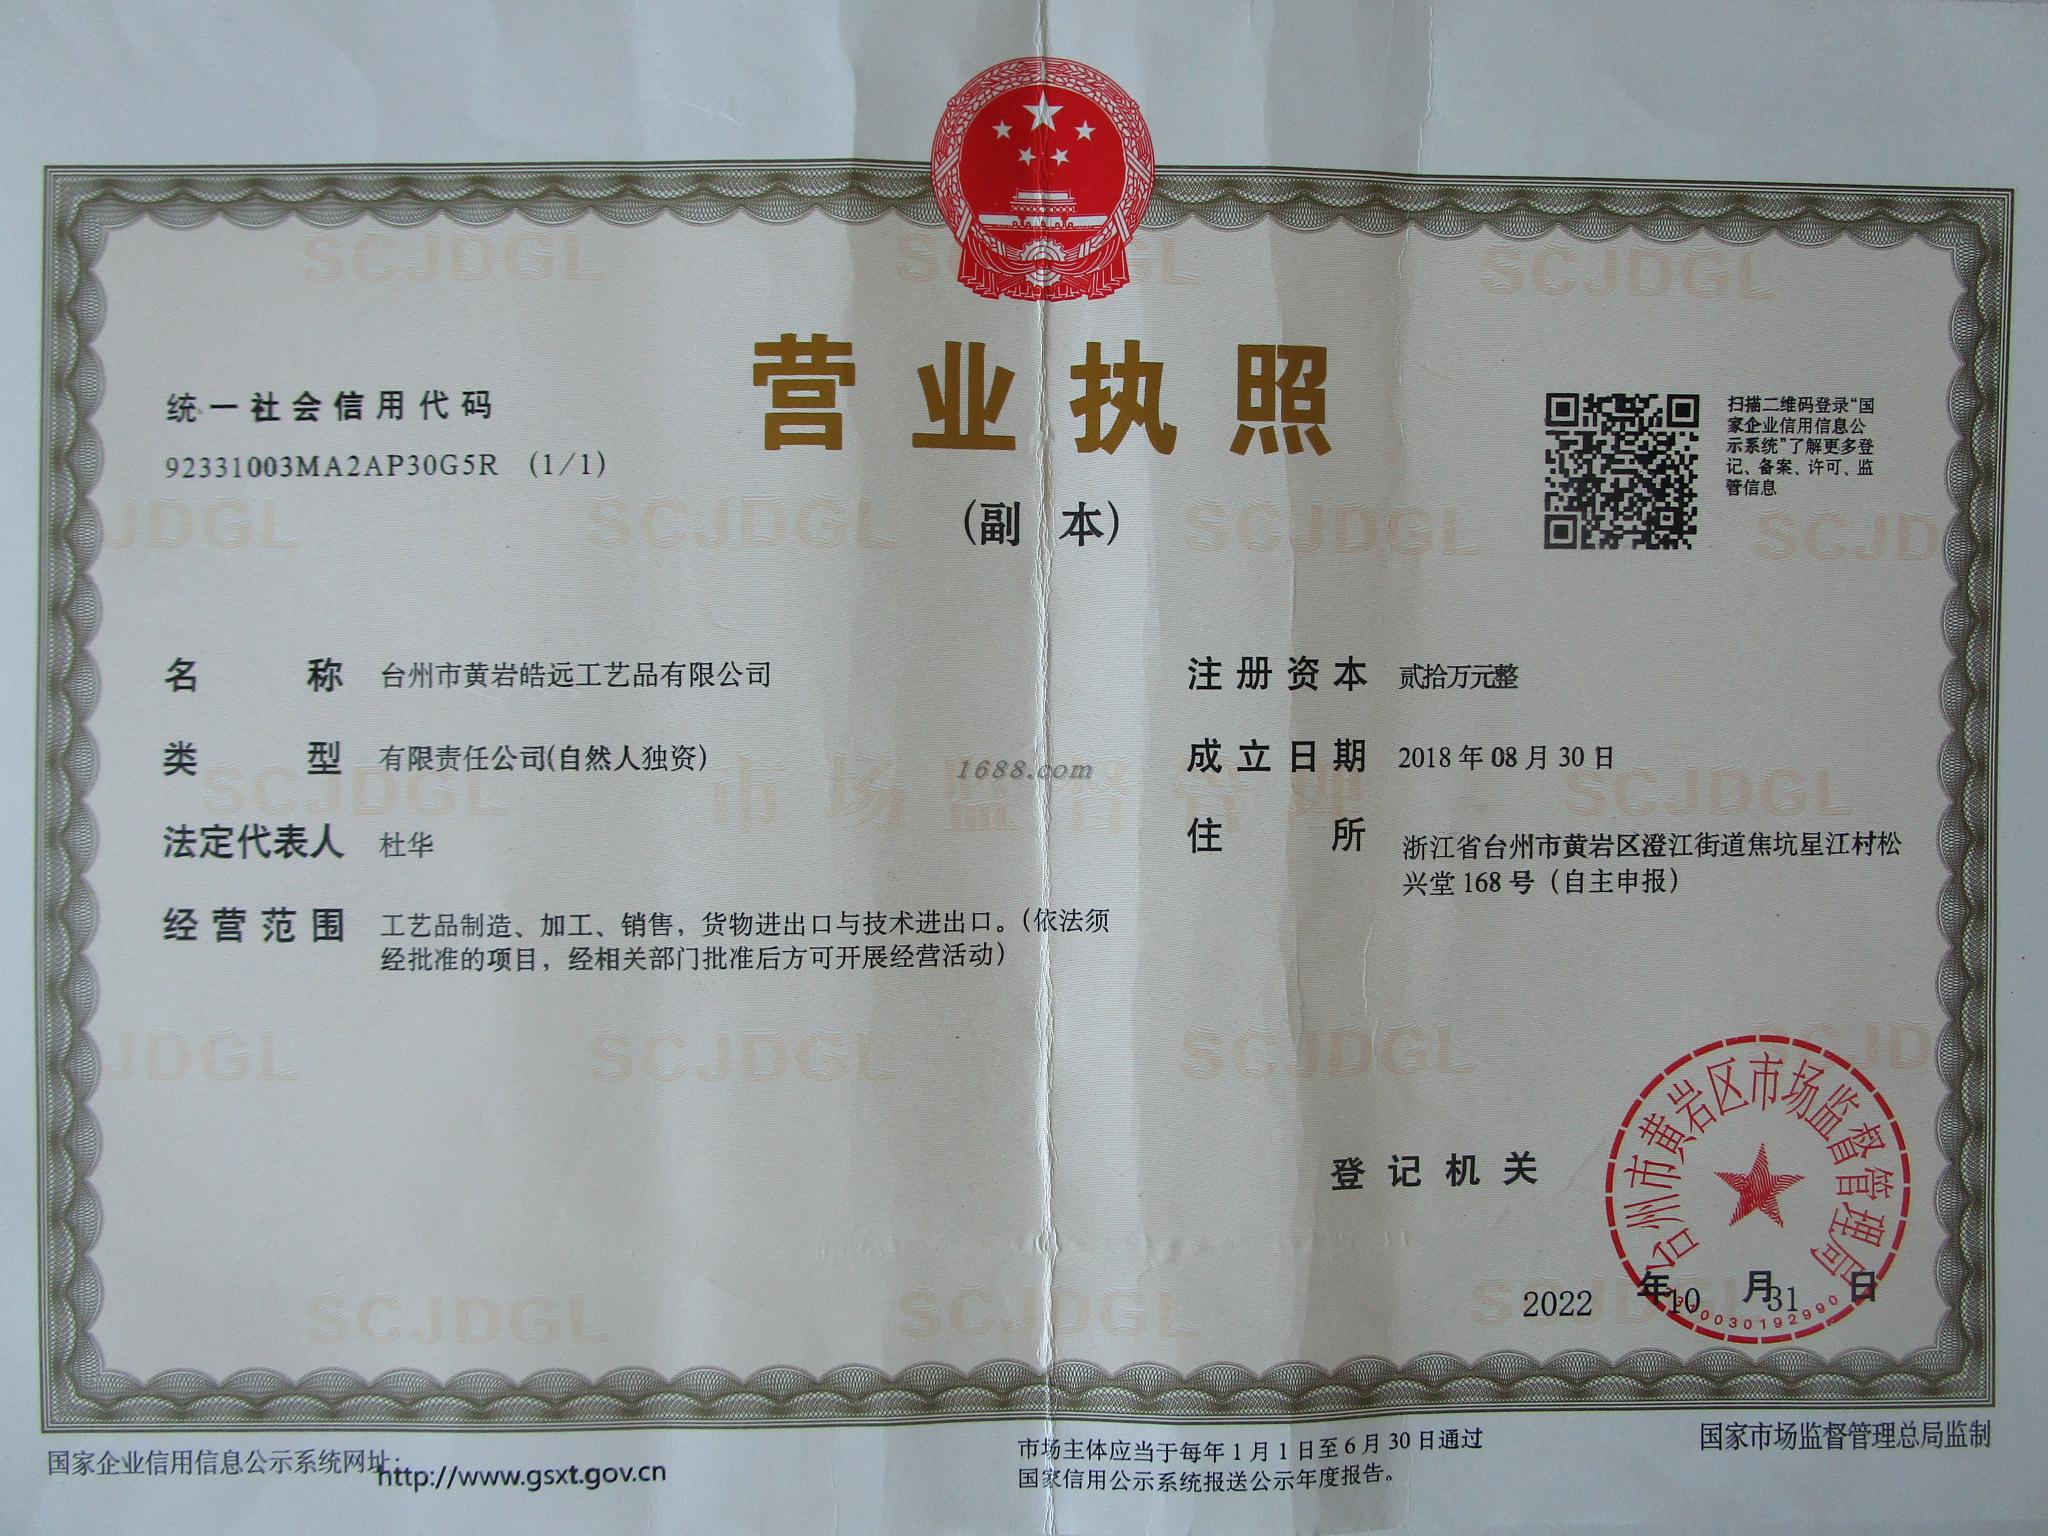 营业执照
(副 本)
统一社会信用代码
92331003MA2AP30G5R (1/1)
扫描二维码登录“国
家企业信用信息公
示系统”了解更多登
记、备案、许可、监
管信息
名 称 台州市黄岩皓远工艺品有限公司
类 型 有限责任公司(自然人独资)
法定代表人 杜华
经营范围 工艺品制造、加工、销售，货物进出口与技术进出口。（依法须
经批准的项目，经相关部门批准后方可开展经营活动）
注册资本 贰拾万元整
成立日期 2018 年 08 月 30 日
住 所 浙江省台州市黄岩区澄江街道焦坑星江村松
兴堂 168 号（自主申报）
1688.com
市场监督管理
SCJDGL
登记机关
台州市黄岩区市场监督管理局
2022 年 10 月 31 日
国家企业信用信息公示系统网址：http://www.gsxt.gov.cn
市场主体应当于每年 1 月 1 日至 6 月 30 日通过
国家信用公示系统报送公示年度报告。
国家市场监督管理总局监制